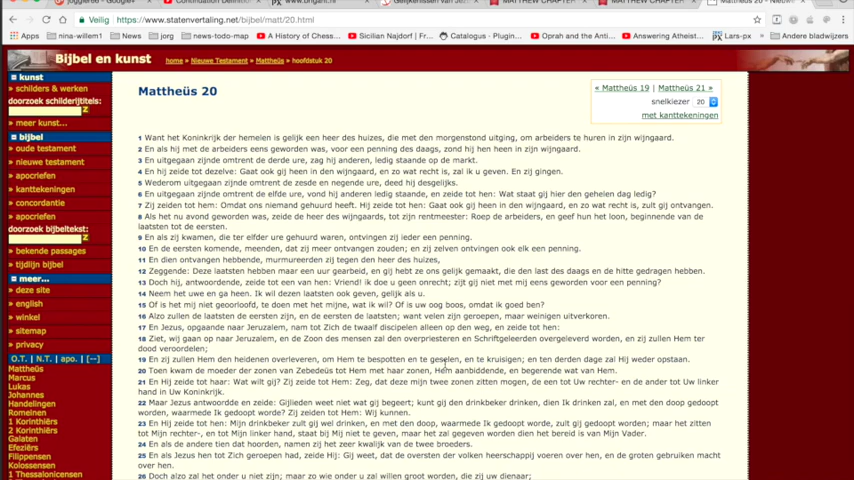 juggleree - Google+
Continuation Definition
www.briganti.nl
Gelijkenissen van Jezus
MATTHEW CHAPTER
MATTHEW CHAPTER
Mattheüs 20 - Nieuwe
Veilig https://www.statenvertaling.net/bijbel/matt/20.html
Apps nina-willem1 hvs nieuws news-todo-map A History of Chess Sicilian Najdorf | Catalogus - Plugin… Oprah and the Anti… Answering Atheist… Lars-px Andere bladwijzers
Bijbel en kunst
home » Nieuwe Testament » Mattheüs » hoofdstuk 20
kunst
» schilders & werken
doorzoek schilderijtitels:
» meer kunst...
bijbel
» oude testament
» nieuwe testament
» apocriefen
» kanttekeningen
» concordantie
» apocriefen
doorzoek bijbeltekst:
» bekende passages
» tijdlijn bijbel
meer...
» deze site
» english
» winkel
» sitemap
» privacy
O.T. | N.T. | apo. | [--]
Mattheüs
Marcus
Lukas
Johannes
Handelingen
Romeinen
1 Korinthiërs
2 Korinthiërs
Galaten
Efeziërs
Filippensen
Kolossensen
1 Thessalonicensen
Mattheüs 20
« Mattheüs 19 | Mattheüs 21 »
snelkiezer 20
met kanttekeningen
1 Want het Koninkrijk der hemelen is gelijk een heer des huizes, die met den morgenstond uitging, om arbeiders te huren in zijn wijngaard.
2 En als hij met de arbeiders eens geworden was, voor een penning des daags, zond hij hen heen in zijn wijngaard.
3 En uitgegaan zijnde omtrent de derde ure, zag hij anderen, ledig staande op de markt.
4 En hij zeide tot dezelve: Gaat ook gij heen in den wijngaard, en zo wat recht is, zal ik u geven. En zij gingen.
5 Wederom uitgegaan zijnde omtrent de zesde en negende ure, deed hij desgelijks.
6 En uitgegaan zijnde omtrent de elfde ure, vond hij anderen ledig staande, en zeide tot hen: Wat staat gij hier den gehelen dag ledig?
7 Zij zeiden tot hem: Omdat ons niemand gehuurd heeft. Hij zeide tot hen: Gaat ook gij heen in den wijngaard, en zo wat recht is, zult gij ontvangen.
8 Als het nu avond geworden was, zeide de heer des wijngaards, tot zijn rentmeester: Roep de arbeiders, en geef hun het loon, beginnende van de
laatsten tot de eersten.
9 En als zij kwamen, die ter elfder ure gehuurd waren, ontvingen zij ieder een penning.
10 En de eersten komende, meenden, dat zij meer ontvangen zouden; en zij zelven ontvingen ook elk een penning.
11 En dien ontvangen hebbende, murmureerden zij tegen den heer des huizes,
12 Zeggende: Deze laatsten hebben maar een uur gearbeid, en gij hebt ze ons gelijk gemaakt, die den last des daags en de hitte gedragen hebben.
13 Doch hij, antwoordende, zeide tot een van hen: Vriend! ik doe u geen onrecht; zijt gij niet met mij eens geworden voor een penning?
14 Neem het uwe en ga heen. Ik wil dezen laatsten ook geven, gelijk als u.
15 Of is het mij niet geoorloofd, te doen met het mijne, wat ik wil? Of is uw oog boos, omdat ik goed ben?
16 Alzo zullen de laatsten de eersten zijn, en de eersten de laatsten; want velen zijn geroepen, maar weinigen uitverkoren.
17 En Jezus, opgaande naar Jeruzalem, nam tot Zich de twaalf discipelen alleen op den weg, en zeide tot hen:
18 Ziet, wij gaan op naar Jeruzalem, en de Zoon des mensen zal den overpriesteren en Schriftgeleerden overgeleverd worden, en zij zullen Hem ter
dood veroordelen;
19 En zij zullen Hem den heidenen overleveren, om Hem te bespotten en te geselen, en te kruisigen; en ten derden dage zal Hij weder opstaan.
20 Toen kwam de moeder der zonen van Zebedeüs tot Hem met haar zonen, Hem aanbiddende, en begerende wat van Hem.
21 En Hij zeide tot haar: Wat wilt gij? Zij zeide tot Hem: Zeg, dat deze mijn twee zonen zitten mogen, de een tot Uw rechter- en de ander tot Uw linker
hand in Uw Koninkrijk.
22 Maar Jezus antwoordde en zeide: Gijlieden weet niet wat gij begeert; kunt gij den drinkbeker drinken, dien Ik drinken zal, en met den doop gedoopt
worden, waarmede Ik gedoopt worde? Zij zeiden tot Hem: Wij kunnen.
23 En Hij zeide tot hen: Mijn drinkbeker zult gij wel drinken, en met den doop, waarmede Ik gedoopt worde, zult gij gedoopt worden; maar het zitten
tot Mijn rechter-, en tot Mijn linker hand, staat bij Mij niet te geven, maar het zal gegeven worden dien het bereid is van Mijn Vader.
24 En als de andere tien dat hoorden, namen zij het zeer kwalijk van de twee broeders.
25 En als Jezus hen tot Zich geroepen had, zeide Hij: Gij weet, dat de oversten der volken heerschappij voeren over hen, en de groten gebruiken macht
over hen.
26 Doch alzo zal het onder u niet zijn; maar zo wie onder u zal willen groot worden, die zij uw dienaar;